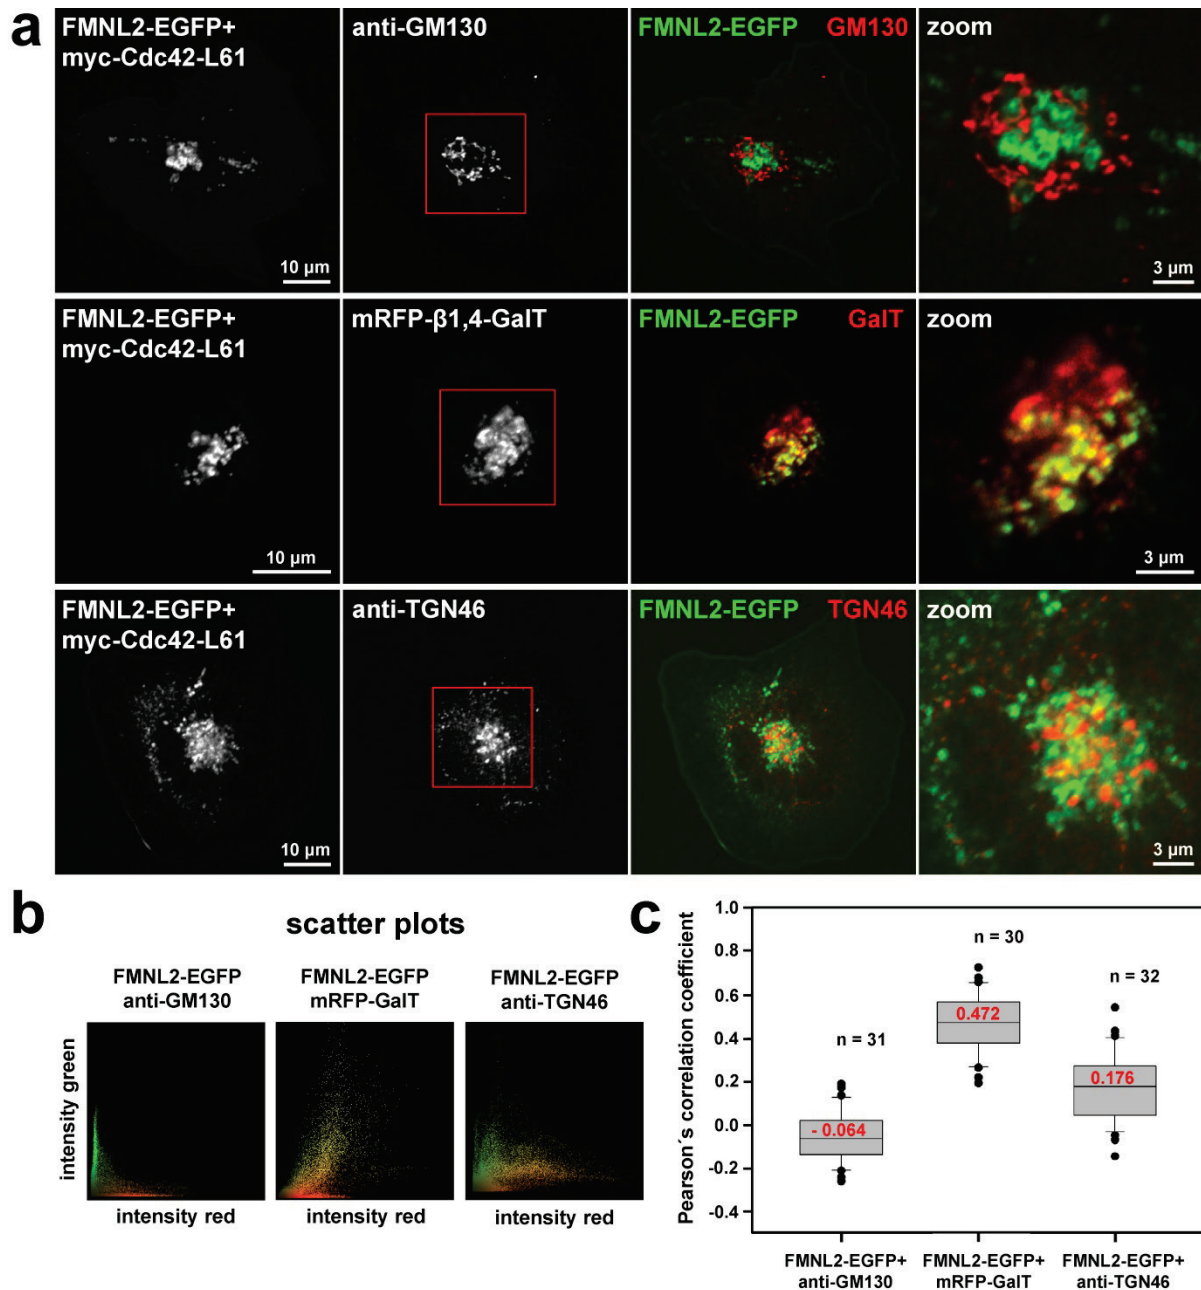 a
FMNL2-EGFP+
myc-Cdc42-L61
anti-GM130
FMNL2-EGFP GM130
zoom
10 µm
3 µm
FMNL2-EGFP+
myc-Cdc42-L61
mRFP-β1,4-GalT
FMNL2-EGFP GalT
zoom
10 µm
3 µm
FMNL2-EGFP+
myc-Cdc42-L61
anti-TGN46
FMNL2-EGFP TGN46
zoom
10 µm
3 µm
b
scatter plots
FMNL2-EGFP
anti-GM130
FMNL2-EGFP
mRFP-GalT
FMNL2-EGFP
anti-TGN46
intensity green
intensity red
intensity red
intensity red
c
Pearson´s correlation coefficient
1.0
0.8
0.6
0.4
0.2
0.0
-0.2
-0.4
n = 31
n = 30
n = 32
- 0.064
0.472
0.176
FMNL2-EGFP+
anti-GM130
FMNL2-EGFP+
mRFP-GalT
FMNL2-EGFP+
anti-TGN46